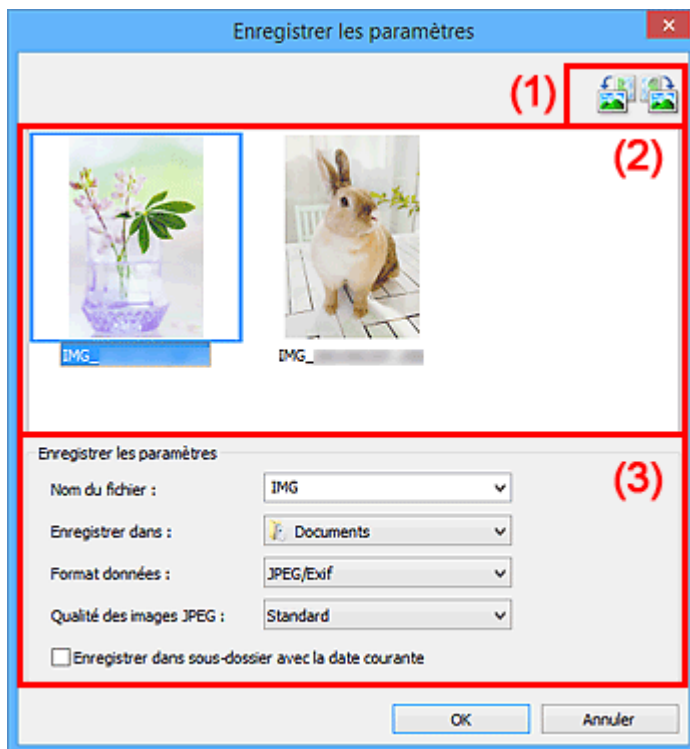 Enregistrer les paramètres
(1)
(2)
IMG_
IMG_
Enregistrer les paramètres
(3)
Nom du fichier :
IMG
Enregistrer dans :
Documents
Format données :
JPEG/Exif
Qualité des images JPEG :
Standard
Enregistrer dans sous-dossier avec la date courante
OK
Annuler